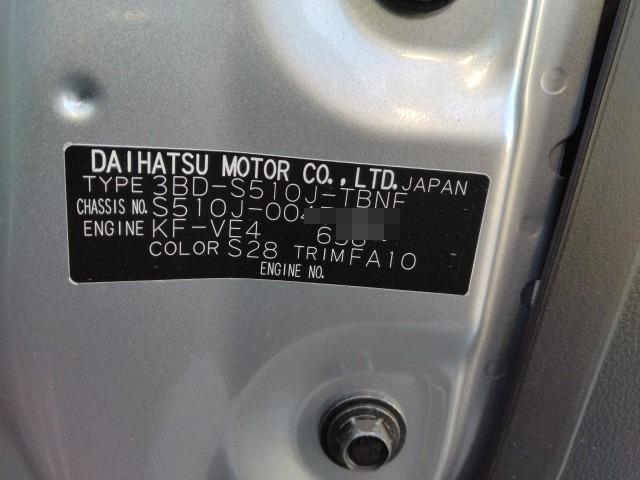 DAIHATSU MOTOR CO.,LTD. JAPAN
TYPE 3BD-S510J-TBNF
CHASSIS NO. S510J-004
ENGINE KF-VE4
COLOR S28 TRIM FA10
ENGINE NO.